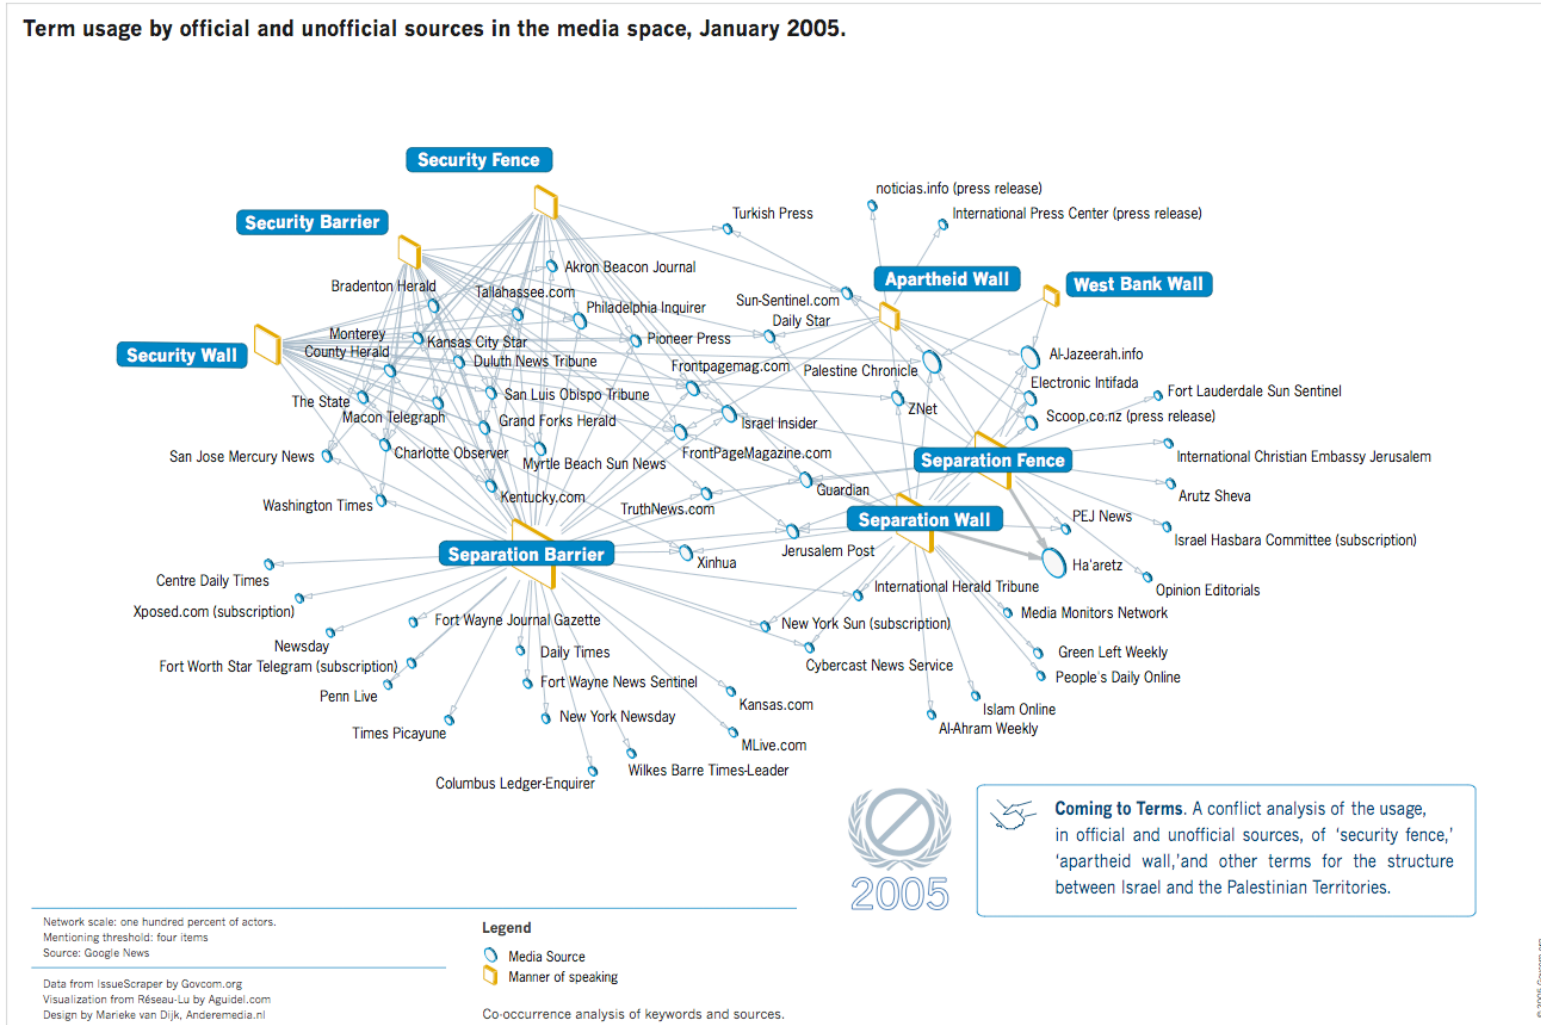 Term usage by official and unofficial sources in the media space, January 2005.
Security Fence
noticias.info (press release)
Turkish Press
International Press Center (press release)
Security Barrier
Akron Beacon Journal
Apartheid Wall
West Bank Wall
Bradenton Herald
Tallahassee.com
Sun-Sentinel.com
Philadelphia Inquirer
Daily Star
Monterey
County Herald
Kansas City Star
Pioneer Press
Security Wall
Duluth News Tribune
Al-Jazeerah.info
Frontpagemag.com
Palestine Chronicle
Electronic Intifada
Fort Lauderdale Sun Sentinel
The State
San Luis Obispo Tribune
Macon Telegraph
ZNet
Scoop.co.nz (press release)
Grand Forks Herald
Israel Insider
San Jose Mercury News
Charlotte Observer
Myrtle Beach Sun News
FrontPageMagazine.com
Separation Fence
International Christian Embassy Jerusalem
Kentucky.com
Guardian
Arutz Sheva
Washington Times
TruthNews.com
Separation Wall
PEJ News
Israel Hasbara Committee (subscription)
Separation Barrier
Jerusalem Post
Xinhua
Ha'aretz
Centre Daily Times
International Herald Tribune
Opinion Editorials
Xposed.com (subscription)
Fort Wayne Journal Gazette
New York Sun (subscription)
Media Monitors Network
Newsday
Daily Times
Green Left Weekly
Fort Worth Star Telegram (subscription)
Cybercast News Service
People's Daily Online
Penn Live
Fort Wayne News Sentinel
Kansas.com
Islam Online
New York Newsday
Al-Ahram Weekly
Times Picayune
MLive.com
Wilkes Barre Times-Leader
Columbus Ledger-Enquirer
2005
Coming to Terms. A conflict analysis of the usage,
in official and unofficial sources, of ‘security fence,’
‘apartheid wall,’and other terms for the structure
between Israel and the Palestinian Territories.
Network scale: one hundred percent of actors.
Mentioning threshold: four items
Source: Google News
Data from IssueScraper by Govcom.org
Visualization from Réseau-Lu by Aguidel.com
Design by Marieke van Dijk, Anderemedia.nl
Legend
Media Source
Manner of speaking
Co-occurrence analysis of keywords and sources.